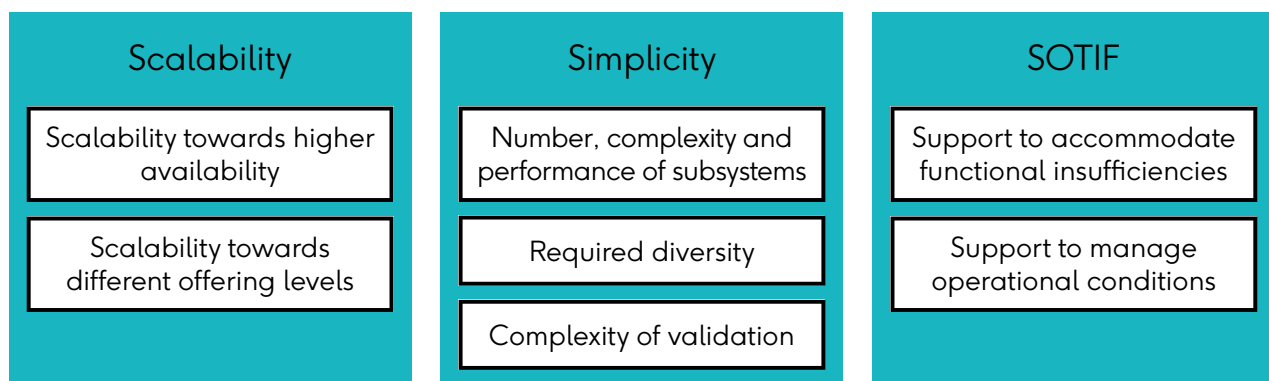 Scalability
Scalability towards higher
availability
Scalability towards
different offering levels
Simplicity
Number, complexity and
performance of subsystems
Required diversity
Complexity of validation
SOTIF
Support to accommodate
functional insufficiencies
Support to manage
operational conditions